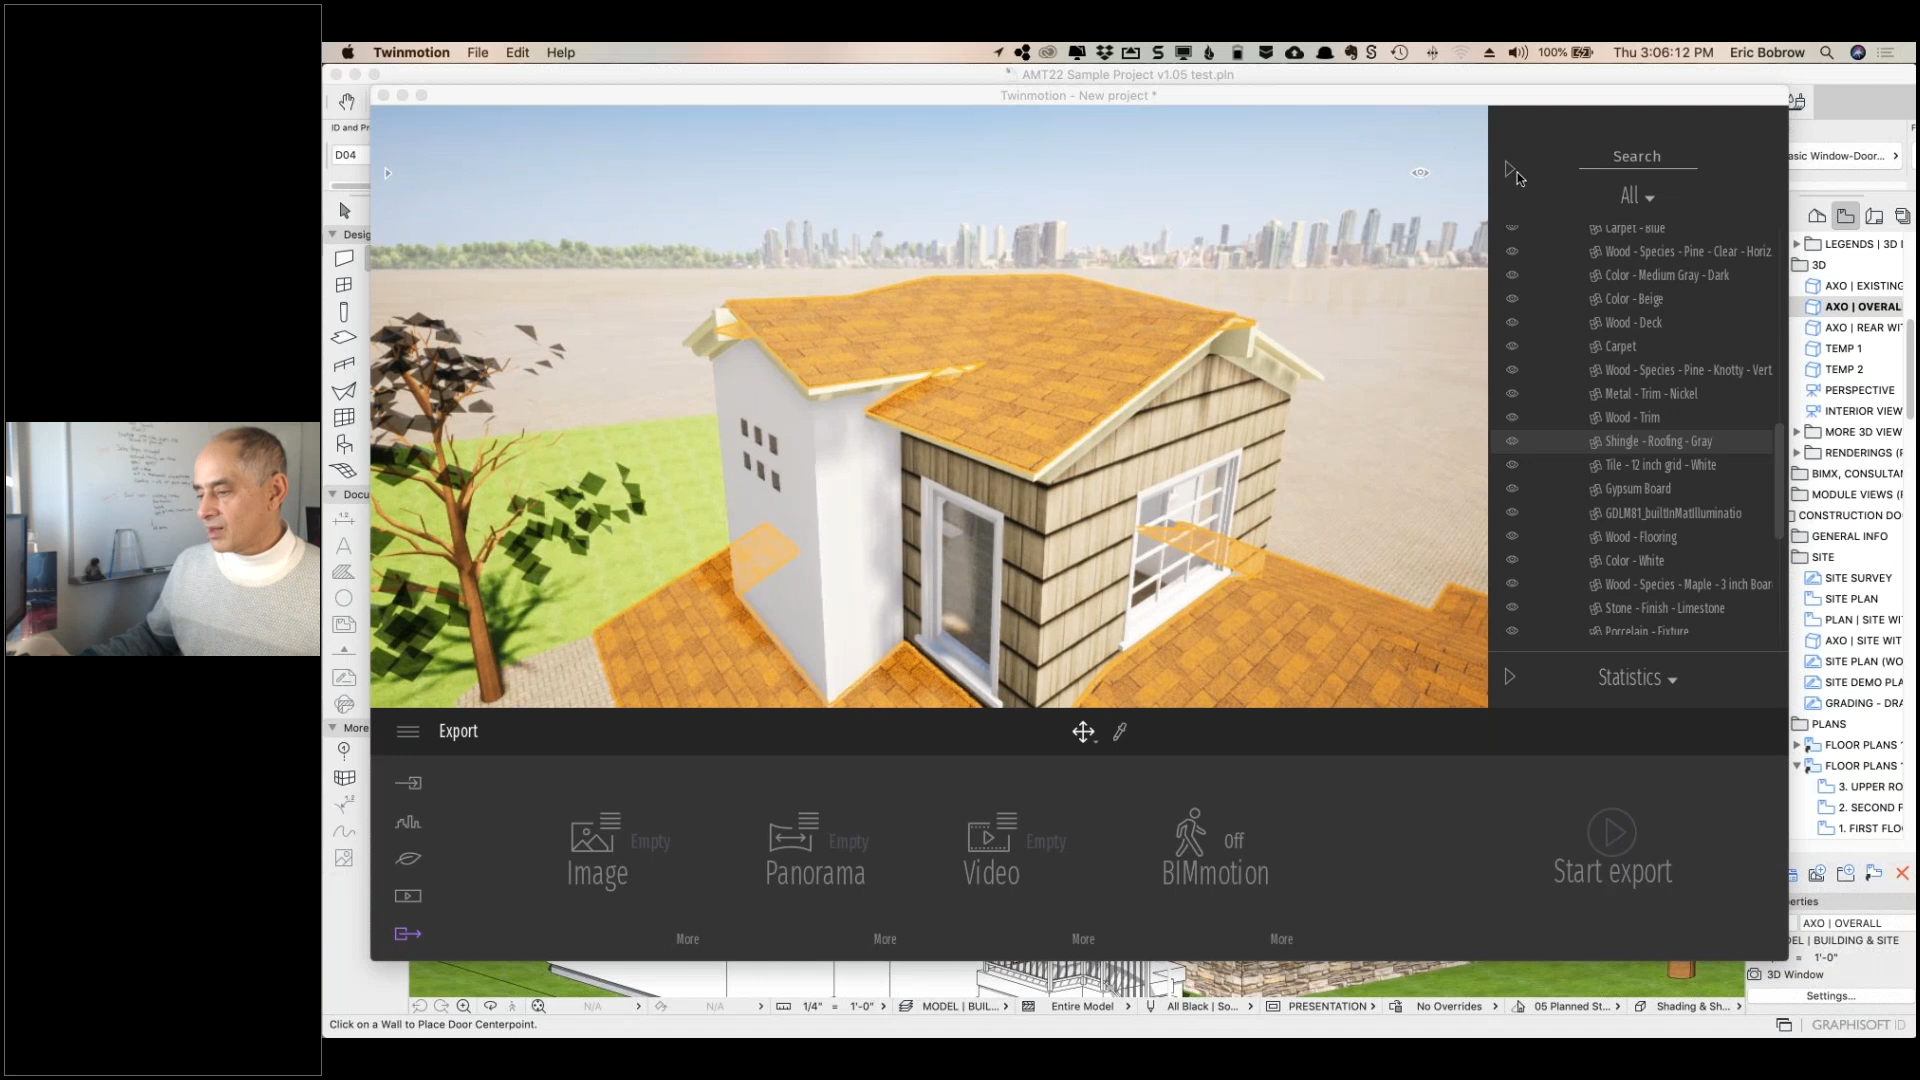 Twinmotion File Edit Help
100% Thu 3:06:12 PM Eric Bobrow
AMT22 Sample Project v1.05 test.pln
Twinmotion - New project *
ID and Pr
D04
Desig
Docu
More
1.2
A
1.2
Search
All
Carpet - Blue
Wood - Species - Pine - Clear - Horiz
Color - Medium Gray - Dark
Color - Beige
Wood - Deck
Carpet
Wood - Species - Pine - Knotty - Vert
Metal - Trim - Nickel
Wood - Trim
Shingle - Roofing - Gray
Tile - 12 inch grid - White
Gypsum Board
GDLM81_builtInMatIlluminatio
Wood - Flooring
Color - White
Wood - Species - Maple - 3 inch Boar
Stone - Finish - Limestone
Porcelain - Fixture
Statistics
asic Window-Door...
LEGENDS | 3D
3D
AXO | EXISTING
AXO | OVERAL
AXO | REAR WI
TEMP 1
TEMP 2
PERSPECTIVE
INTERIOR VIEW
MORE 3D VIEW
RENDERINGS (F
BIMX, CONSULTAN
MODULE VIEWS (F
CONSTRUCTION DO
GENERAL INFO
SITE
SITE SURVEY
SITE PLAN
PLAN | SITE WIT
AXO | SITE WIT
SITE PLAN (WO
SITE DEMO PLA
GRADING - DRA
PLANS
FLOOR PLANS
FLOOR PLANS
3. UPPER RO
2. SECOND F
1. FIRST FLO
erties
AXO | OVERALL
DEL | BUILDING & SITE
= 1'-0"
3D Window
Settings...
Export
Empty
Image
Empty
Panorama
Empty
Video
Off
BIMmotion
Start export
More
More
More
More
N/A
N/A
1/4" = 1'-0"
MODEL | BUIL...
Entire Model
All Black | So...
PRESENTATION
No Overrides
05 Planned St...
Shading & Sh...
Click on a Wall to Place Door Centerpoint.
GRAPHISOFT ID